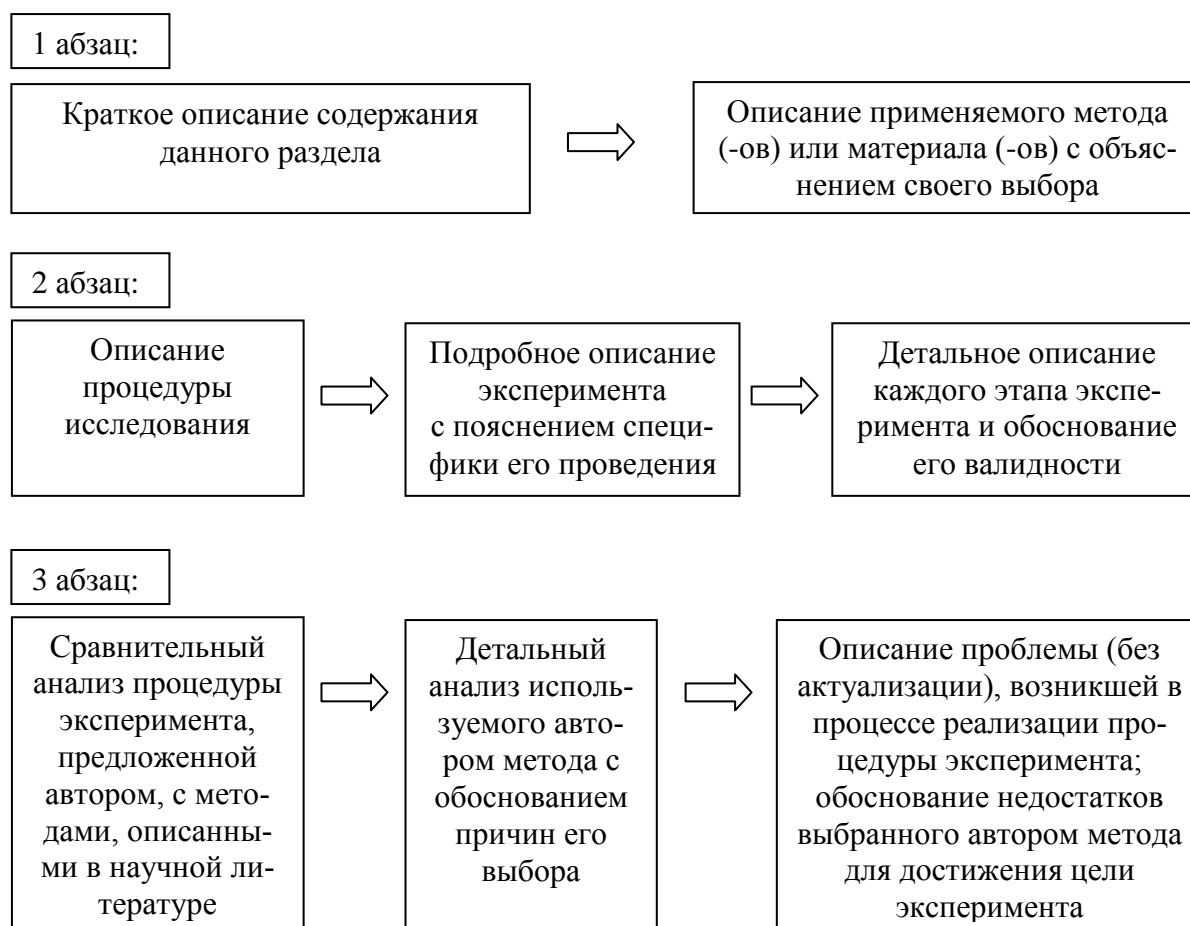 1 абзац:
Краткое описание содержания
данного раздела
Описание применяемого метода
(-ов) или материала (-ов) с объяс-
нением своего выбора
2 абзац:
Описание
процедуры
исследования
Подробное описание
эксперимента
с пояснением специ-
фики его проведения
Детальное описание
каждого этапа экспе-
римента и обоснование
его валидности
3 абзац:
Сравнительный
анализ процедуры
эксперимента,
предложенной
автором, с мето-
дами, описанны-
ми в научной ли-
тературе
Детальный
анализ исполь-
зуемого авто-
ром метода с
обоснованием
причин его
выбора
Описание проблемы (без
актуализации), возникшей в
процессе реализации про-
цедуры эксперимента;
обоснование недостатков
выбранного автором метода
для достижения цели
эксперимента